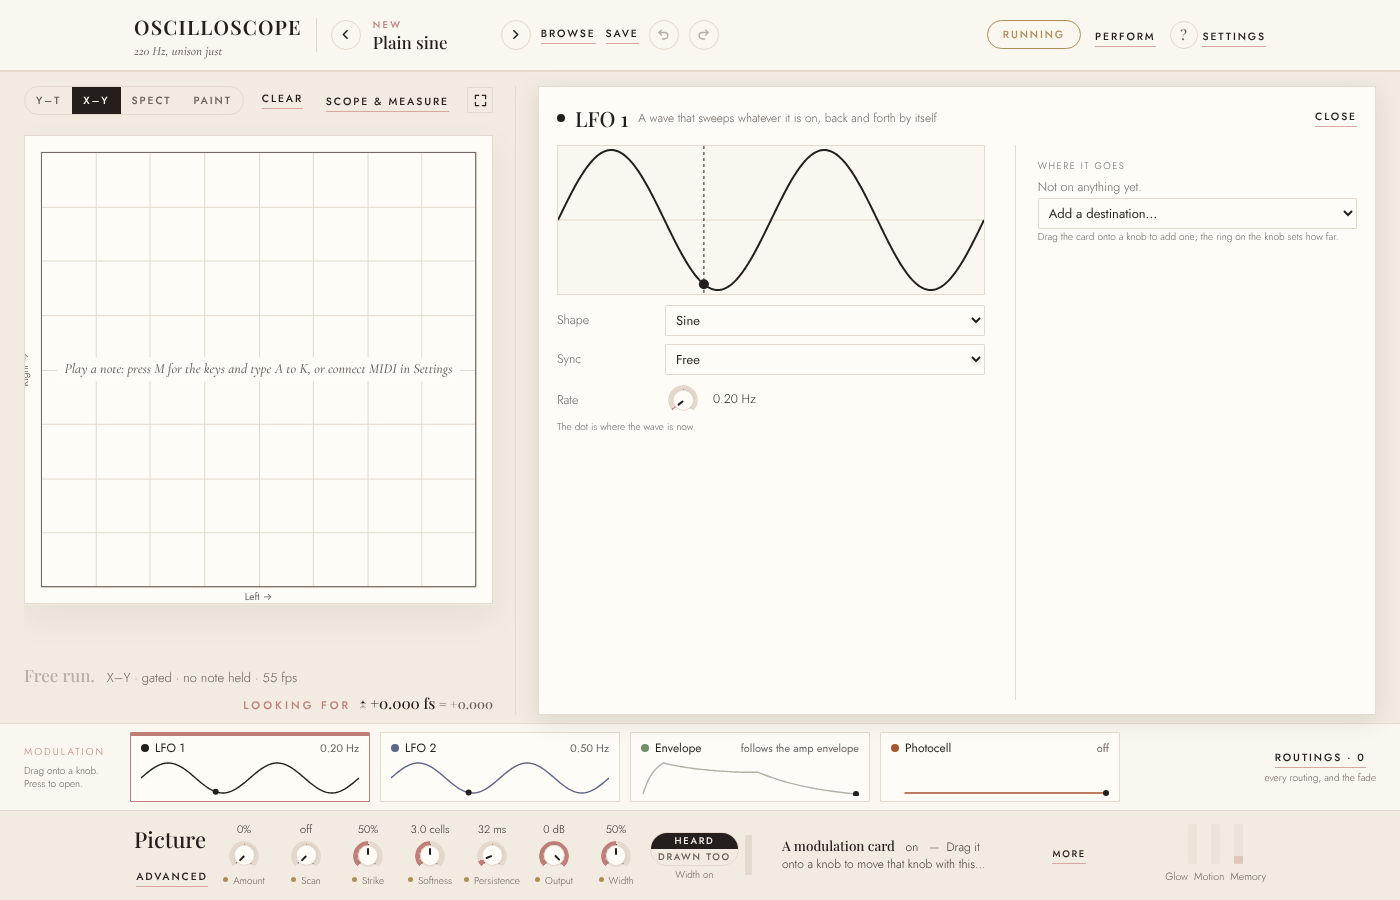 OSCILLOSCOPE
220 Hz, unison just
NEW
Plain sine
BROWSE SAVE
RUNNING
PERFORM
?
SETTINGS
Y–T X–Y SPECT PAINT
CLEAR
SCOPE & MEASURE
Play a note: press M for the keys and type A to K, or connect MIDI in Settings
Left →
Free run. X–Y · gated · no note held · 55 fps
LOOKING FOR +0.000 fs = +0.000
LFO 1 A wave that sweeps whatever it is on, back and forth by itself
CLOSE
Shape Sine
Sync Free
Rate 0.20 Hz
The dot is where the wave is now.
WHERE IT GOES
Not on anything yet.
Add a destination…
Drag the card onto a knob to add one; the ring on the knob sets how far.
MODULATION
Drag onto a knob.
Press to open.
LFO 1 0.20 Hz
LFO 2 0.50 Hz
Envelope follows the amp envelope
Photocell off
ROUTINGS · 0
every routing, and the fade
Picture
ADVANCED
0% off 50% 3.0 cells 32 ms 0 dB 50%
Amount Scan Strike Softness Persistence Output Width
HEARD
DRAWN TOO
Width on
A modulation card on — Drag it
onto a knob to move that knob with this…
MORE
Glow Motion Memory